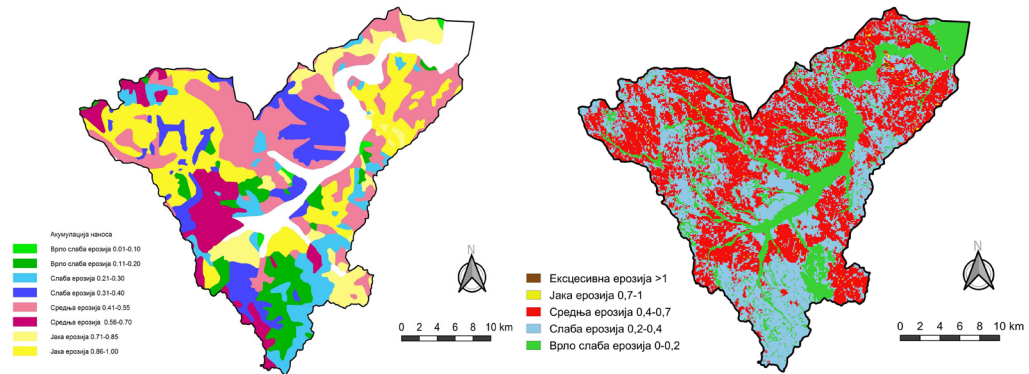 Акумулација наноса
Врло слаба ерозија 0.01-0.10
Врло слаба ерозија 0.11-0.20
Слаба ерозија 0.21-0.30
Слаба ерозија 0.31-0.40
Средња ерозија 0.41-0.55
Средња ерозија 0.56-0.70
Јака ерозија 0.71-0.85
Јака ерозија 0.86-1.00
N
0 2 4 6 8 10 km
Ексцесивна ерозија >1
Јака ерозија 0,7-1
Средња ерозија 0,4-0,7
Слаба ерозија 0,2-0,4
Врло слаба ерозија 0-0,2
N
0 2 4 6 8 10 km